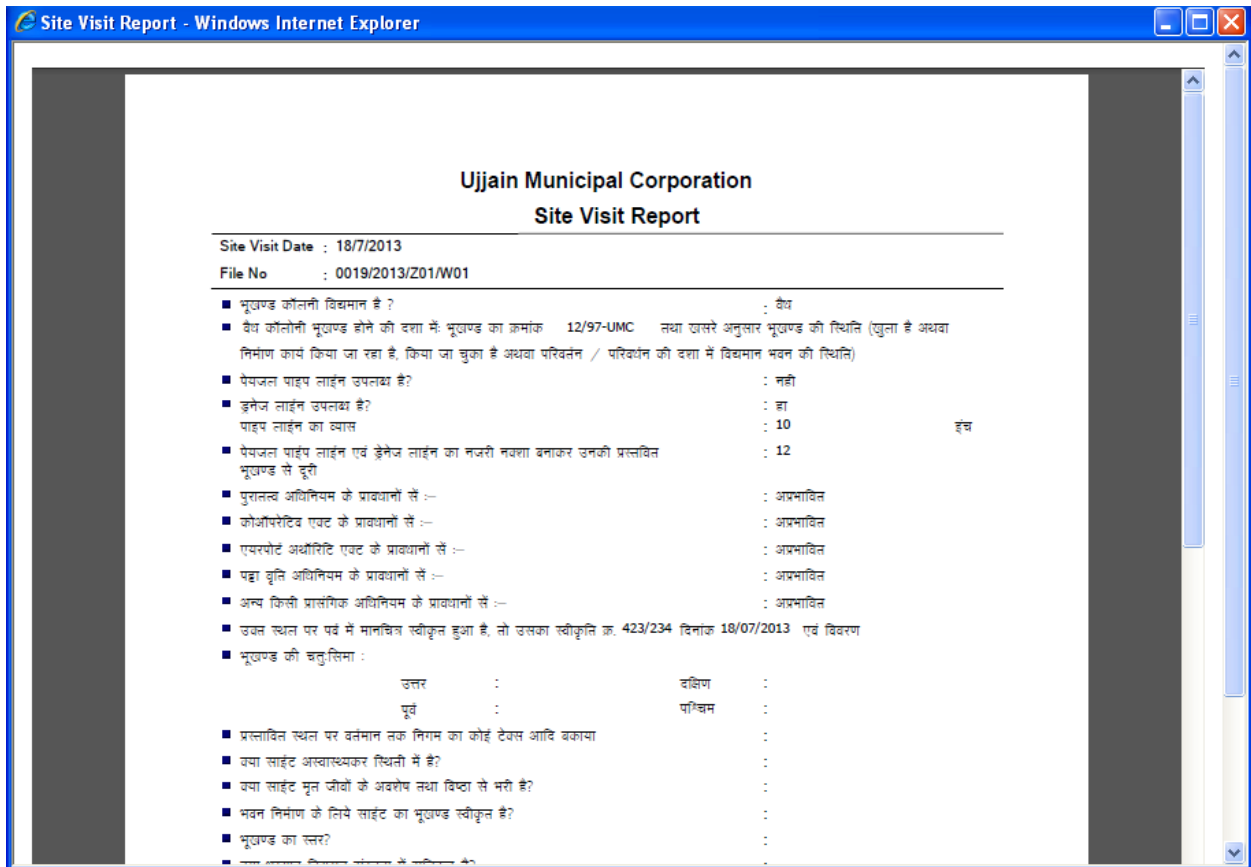 Site Visit Report - Windows Internet Explorer
Ujjain Municipal Corporation
Site Visit Report
Site Visit Date : 18/7/2013
File No : 0019/2013/Z01/W01
भूखण्ड कॉलनी विद्यमान है ? : वैध
वैध कॉलोनी भूखण्ड होने की दशा में: भूखण्ड का क्रमांक 12/97-UMC तथा खसरे अनुसार भूखण्ड की स्थिति (खुला है अथवा
निर्माण कार्य किया जा रहा है, किया जा चुका है अथवा परिवर्तन / परिवर्धन की दशा में विद्यमान भवन की स्थिति)
पेयजल पाइप लाईन उपलब्ध है? : नही
ड्रनेज लाईन उपलब्ध है? : हा
पाइप लाईन का व्यास : 10 इंच
पेयजल पाईप लाईन एवं ड्रेनेज लाईन का नजरी नक्शा बनाकर उनकी प्रस्तवित : 12
भूखण्ड से दूरी
पुरातत्व अधिनियम के प्रावधानों सें :– : अप्रभावित
कोऑपरेटिव एक्ट के प्रावधानों सें :– : अप्रभावित
एयरपोर्ट अथॉरिटि एक्ट के प्रावधानों सें :– : अप्रभावित
पट्टा वृति अधिनियम के प्रावधानों सें :– : अप्रभावित
अन्य किसी प्रासंगिक अधिनियम के प्रावधानों सें :– : अप्रभावित
उक्त स्थल पर पर्व में मानचित्र स्वीकृत हुआ है, तो उसका स्वीकृति क्र. 423/234 दिनांक 18/07/2013 एवं विवरण
भूखण्ड की चतु:सिमा :
उत्तर : दक्षिण :
पूर्व : पश्चिम :
प्रस्तावित स्थल पर वर्तमान तक निगम का कोई टेक्स आदि बकाया :
क्या साईट अस्वास्थ्यकर स्थिती में है? :
क्या साईट मृत जीवों के अवशेष तथा विष्ठा से भरी है? :
भवन निर्माण के लिये साईट का भूखण्ड स्वीकृत है? :
भूखण्ड का स्तर? :